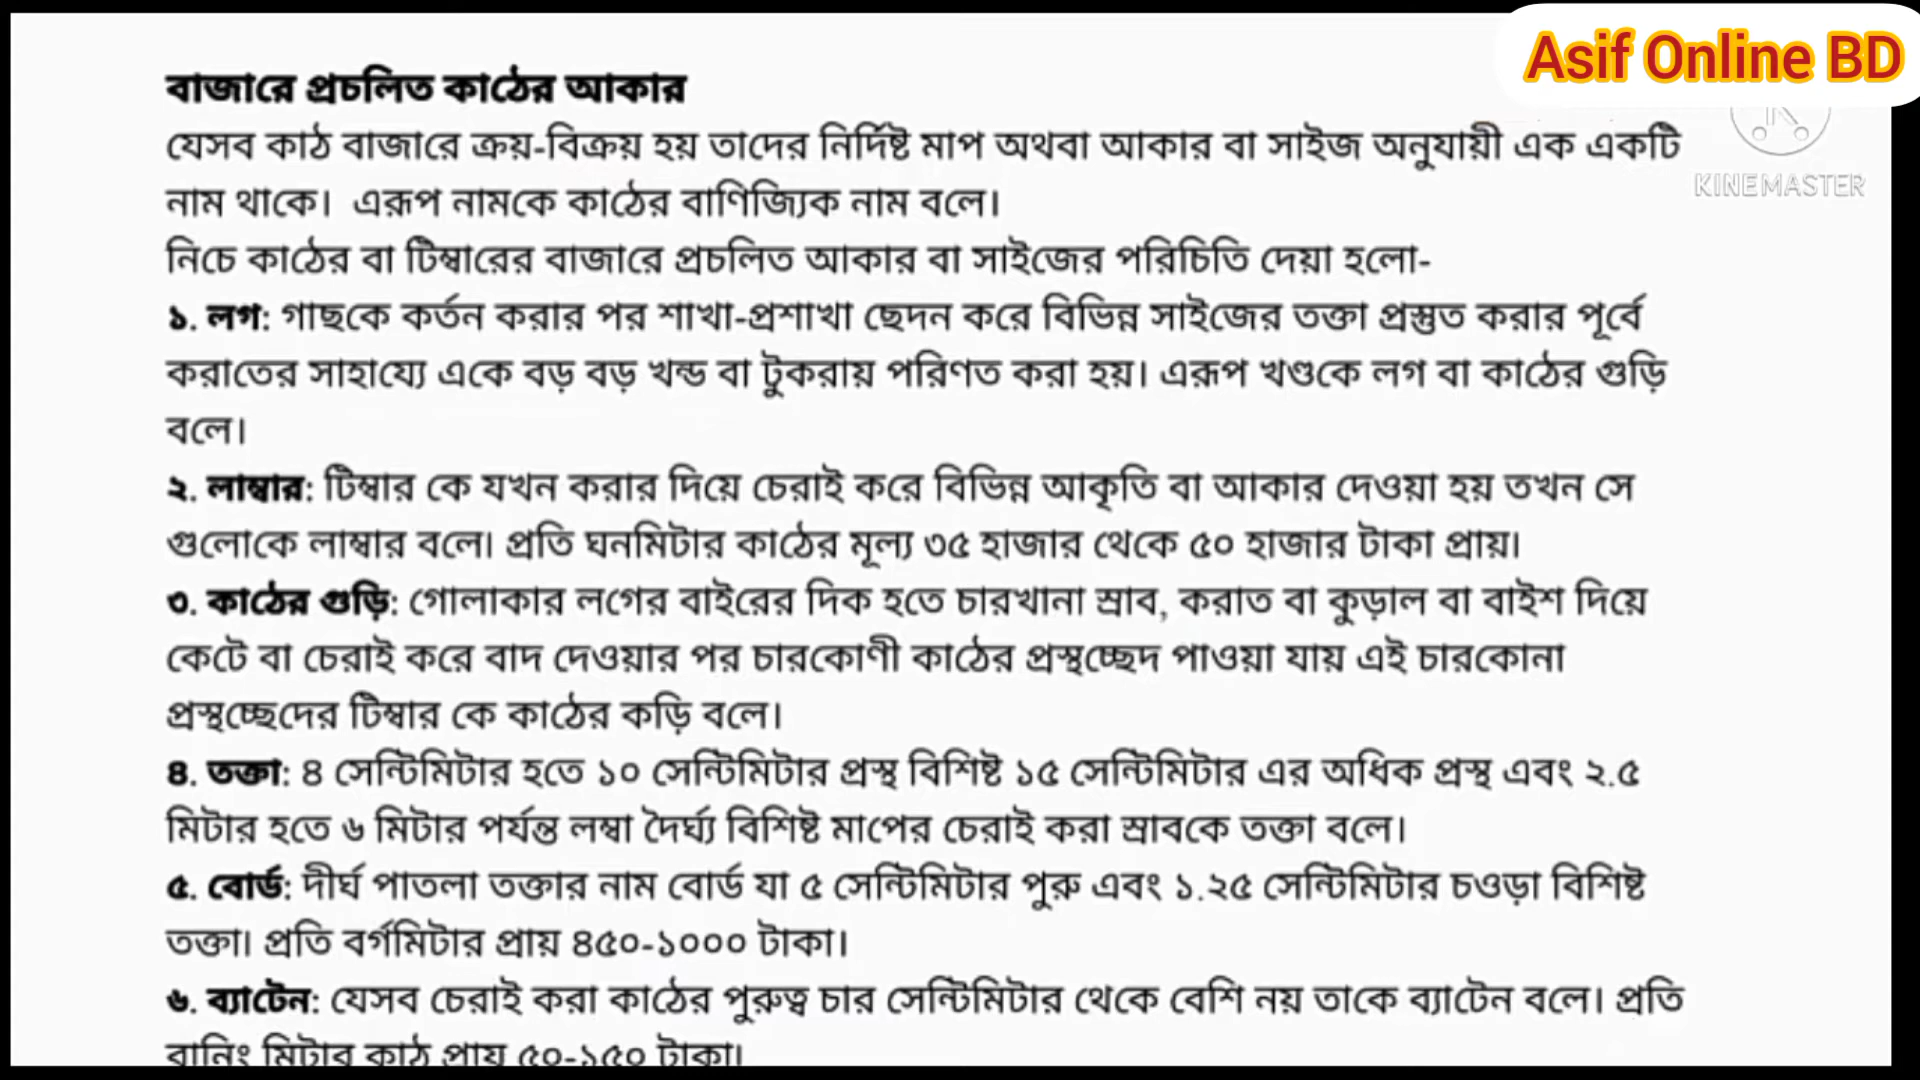 Asif Online BD
KINEMASTER
বাজারে প্রচলিত কাঠের আকার
যেসব কাঠ বাজারে ক্রয়-বিক্রয় হয় তাদের নির্দিষ্ট মাপ অথবা আকার বা সাইজ অনুযায়ী এক একটি
নাম থাকে। এরূপ নামকে কাঠের বাণিজ্যিক নাম বলে।
নিচে কাঠের বা টিম্বারের বাজারে প্রচলিত আকার বা সাইজের পরিচিতি দেয়া হলো-
১. লগ: গাছকে কর্তন করার পর শাখা-প্রশাখা ছেদন করে বিভিন্ন সাইজের তক্তা প্রস্তুত করার পূর্বে
করাতের সাহায্যে একে বড় বড় খন্ড বা টুকরায় পরিণত করা হয়। এরূপ খণ্ডকে লগ বা কাঠের গুড়ি
বলে।
২. লাম্বার: টিম্বার কে যখন করার দিয়ে চেরাই করে বিভিন্ন আকৃতি বা আকার দেওয়া হয় তখন সে
গুলোকে লাম্বার বলে। প্রতি ঘনমিটার কাঠের মূল্য ৩৫ হাজার থেকে ৫০ হাজার টাকা প্রায়।
৩. কাঠের গুড়ি: গোলাকার লগের বাইরের দিক হতে চারখানা স্লাব, করাত বা কুড়াল বা বাইশ দিয়ে
কেটে বা চেরাই করে বাদ দেওয়ার পর চারকোণী কাঠের প্রস্থচ্ছেদ পাওয়া যায় এই চারকোনা
প্রস্থচ্ছেদের টিম্বার কে কাঠের কড়ি বলে।
৪. তক্তা: ৪ সেন্টিমিটার হতে ১০ সেন্টিমিটার প্রস্থ বিশিষ্ট ১৫ সেন্টিমিটার এর অধিক প্রস্থ এবং ২.৫
মিটার হতে ৬ মিটার পর্যন্ত লম্বা দৈর্ঘ্য বিশিষ্ট মাপের চেরাই করা স্লাবকে তক্তা বলে।
৫. বোর্ড: দীর্ঘ পাতলা তক্তার নাম বোর্ড যা ৫ সেন্টিমিটার পুরু এবং ১.২৫ সেন্টিমিটার চওড়া বিশিষ্ট
তক্তা। প্রতি বর্গমিটার প্রায় ৪৫০-১০০০ টাকা।
৬. ব্যাটেন: যেসব চেরাই করা কাঠের পুরুত্ব চার সেন্টিমিটার থেকে বেশি নয় তাকে ব্যাটেন বলে। প্রতি
রানিং মিটার কাঠ প্রায় ৫০-১৫০ টাকা।